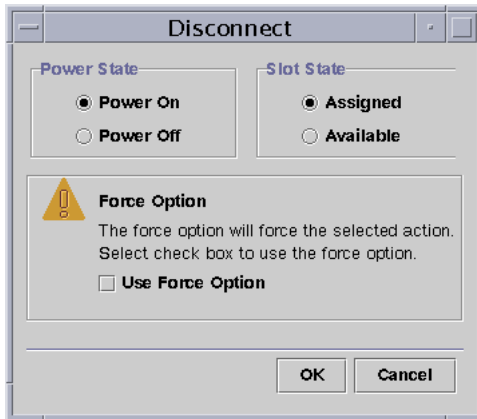 Disconnect
Power State
Power On
Power Off
Slot State
Assigned
Available
Force Option
The force option will force the selected action.
Select check box to use the force option.
Use Force Option
OK
Cancel